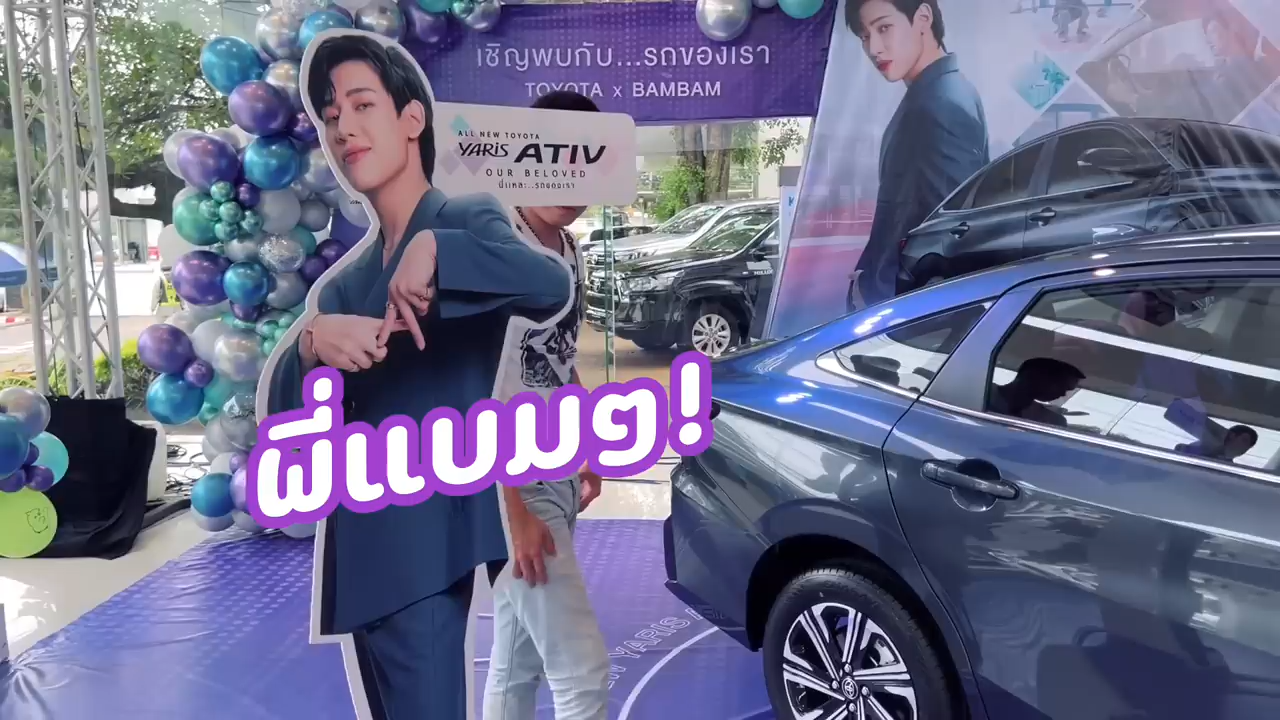 เชิญพบกับ...รถของเรา
TOYOTA x BAMBAM
ALL NEW TOYOTA
YARiS ATIV
OUR BELOVED
นี่แหละ...รถของเรา
พี่แบมๆ!
YARIS